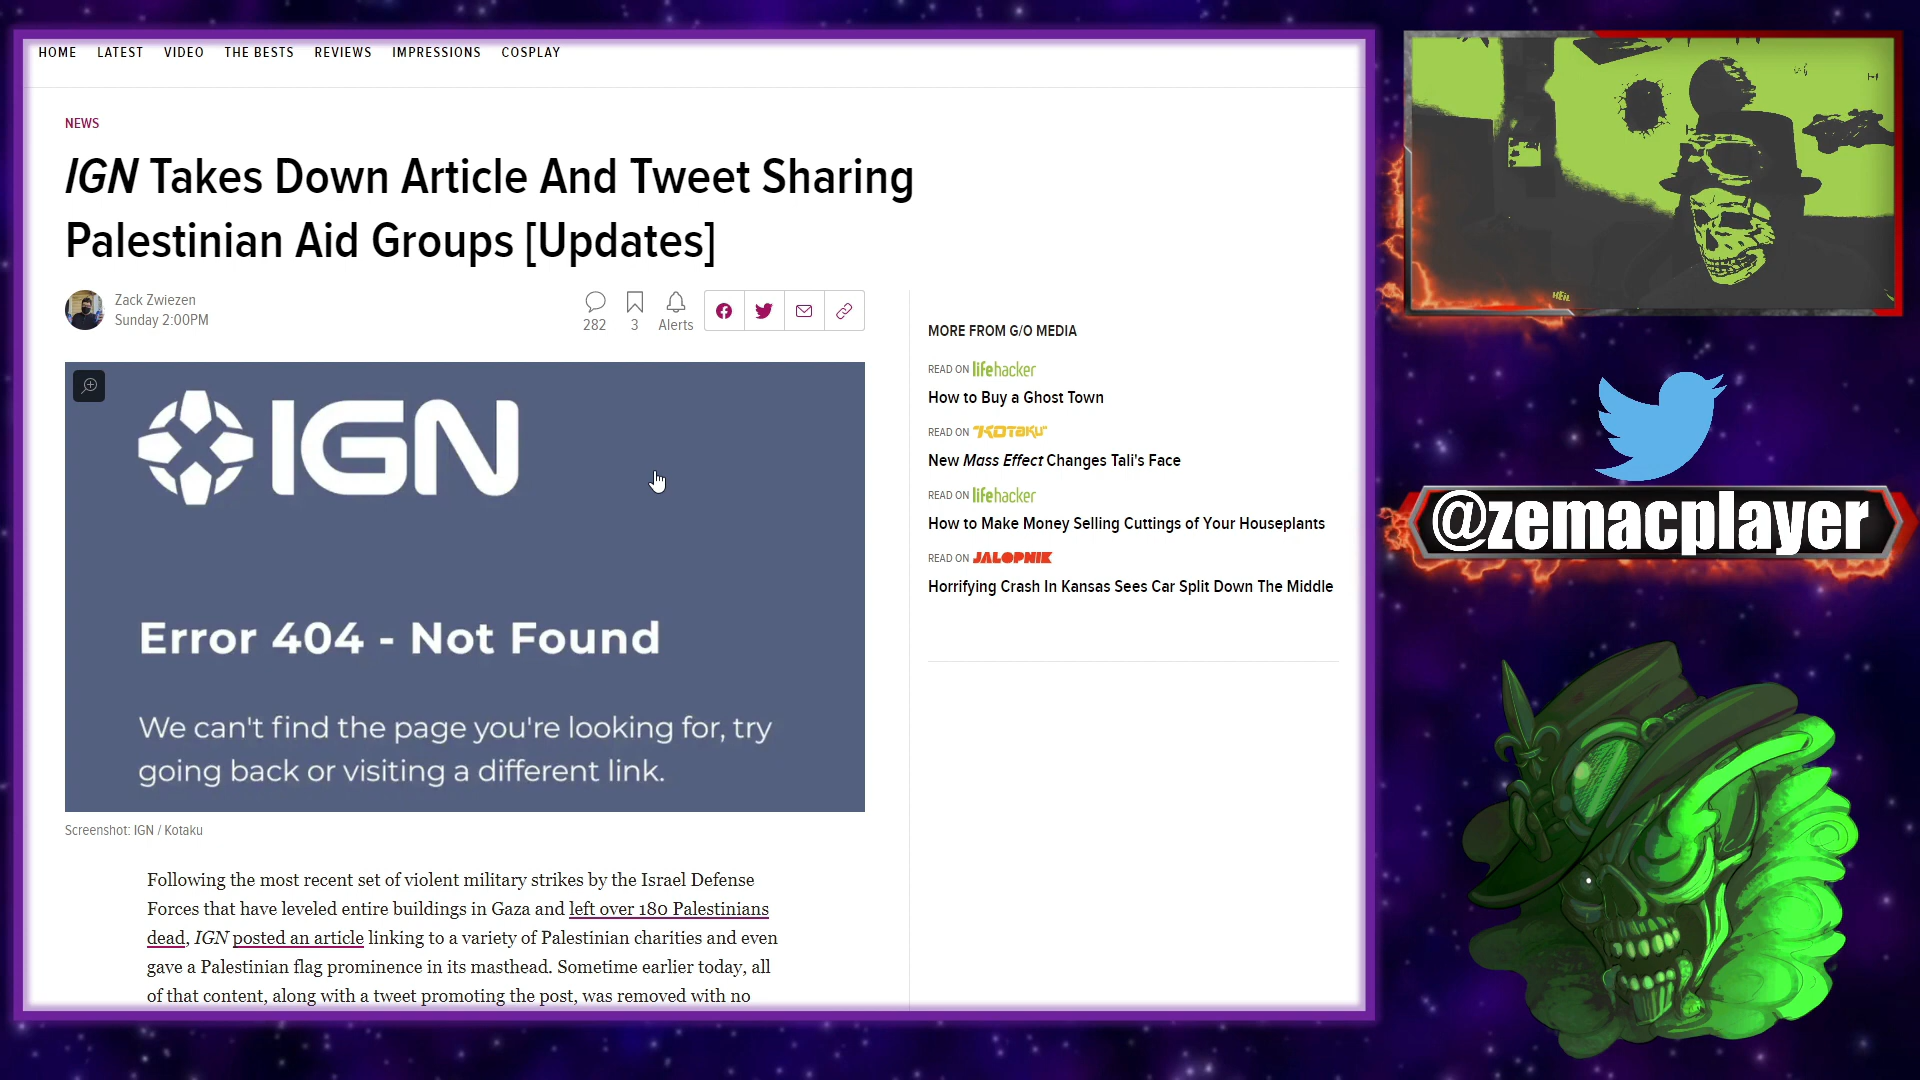 HOME LATEST VIDEO THE BESTS REVIEWS IMPRESSIONS COSPLAY
NEWS
IGN Takes Down Article And Tweet Sharing
Palestinian Aid Groups [Updates]
Zack Zwiezen
Sunday 2:00PM
282
3
Alerts
IGN
Error 404 - Not Found
We can't find the page you're looking for, try
going back or visiting a different link.
Screenshot: IGN / Kotaku
Following the most recent set of violent military strikes by the Israel Defense
Forces that have leveled entire buildings in Gaza and left over 180 Palestinians
dead, IGN posted an article linking to a variety of Palestinian charities and even
gave a Palestinian flag prominence in its masthead. Sometime earlier today, all
of that content, along with a tweet promoting the post, was removed with no
MORE FROM G/O MEDIA
READ ON lifehacker
How to Buy a Ghost Town
READ ON KOTAKU
New Mass Effect Changes Tali's Face
READ ON lifehacker
How to Make Money Selling Cuttings of Your Houseplants
READ ON JALOPNIK
Horrifying Crash In Kansas Sees Car Split Down The Middle
@zemacplayer